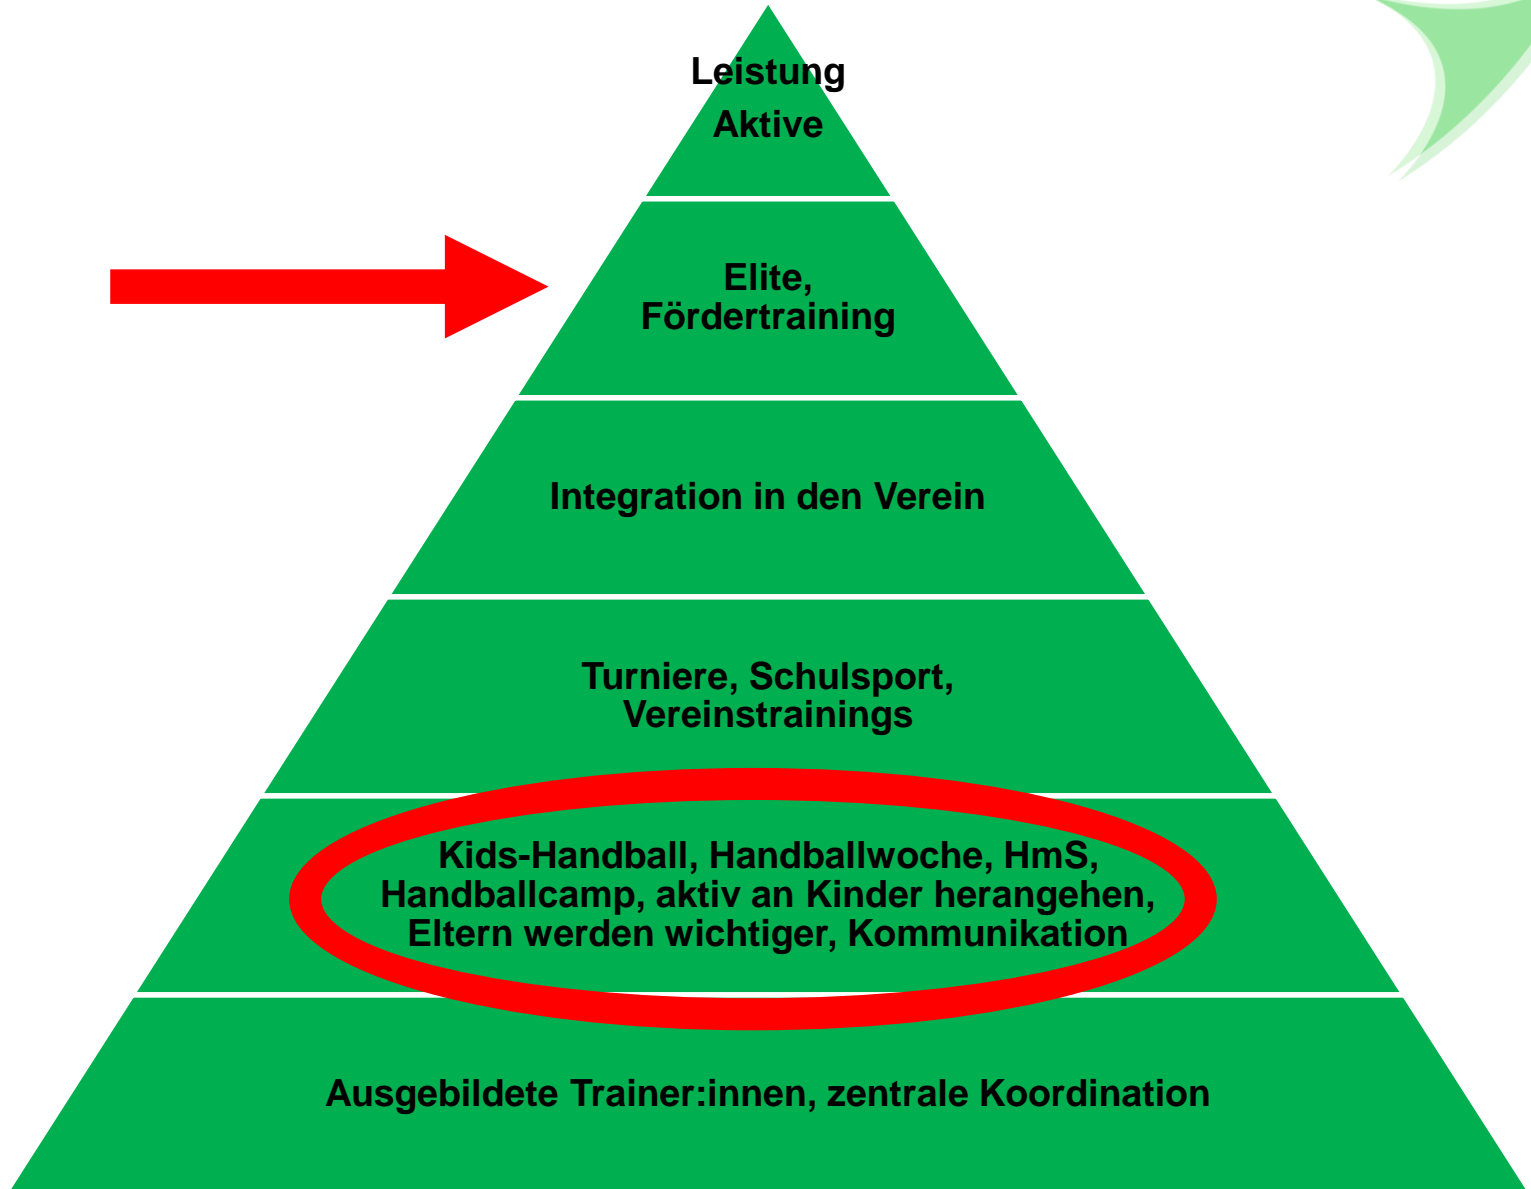 Leistung
Aktive
Elite,
Fördertraining
Integration in den Verein
Turniere, Schulsport,
Vereinstrainings
Kids-Handball, Handballwoche, HmS,
Handballcamp, aktiv an Kinder herangehen,
Eltern werden wichtiger, Kommunikation
Ausgebildete Trainer:innen, zentrale Koordination